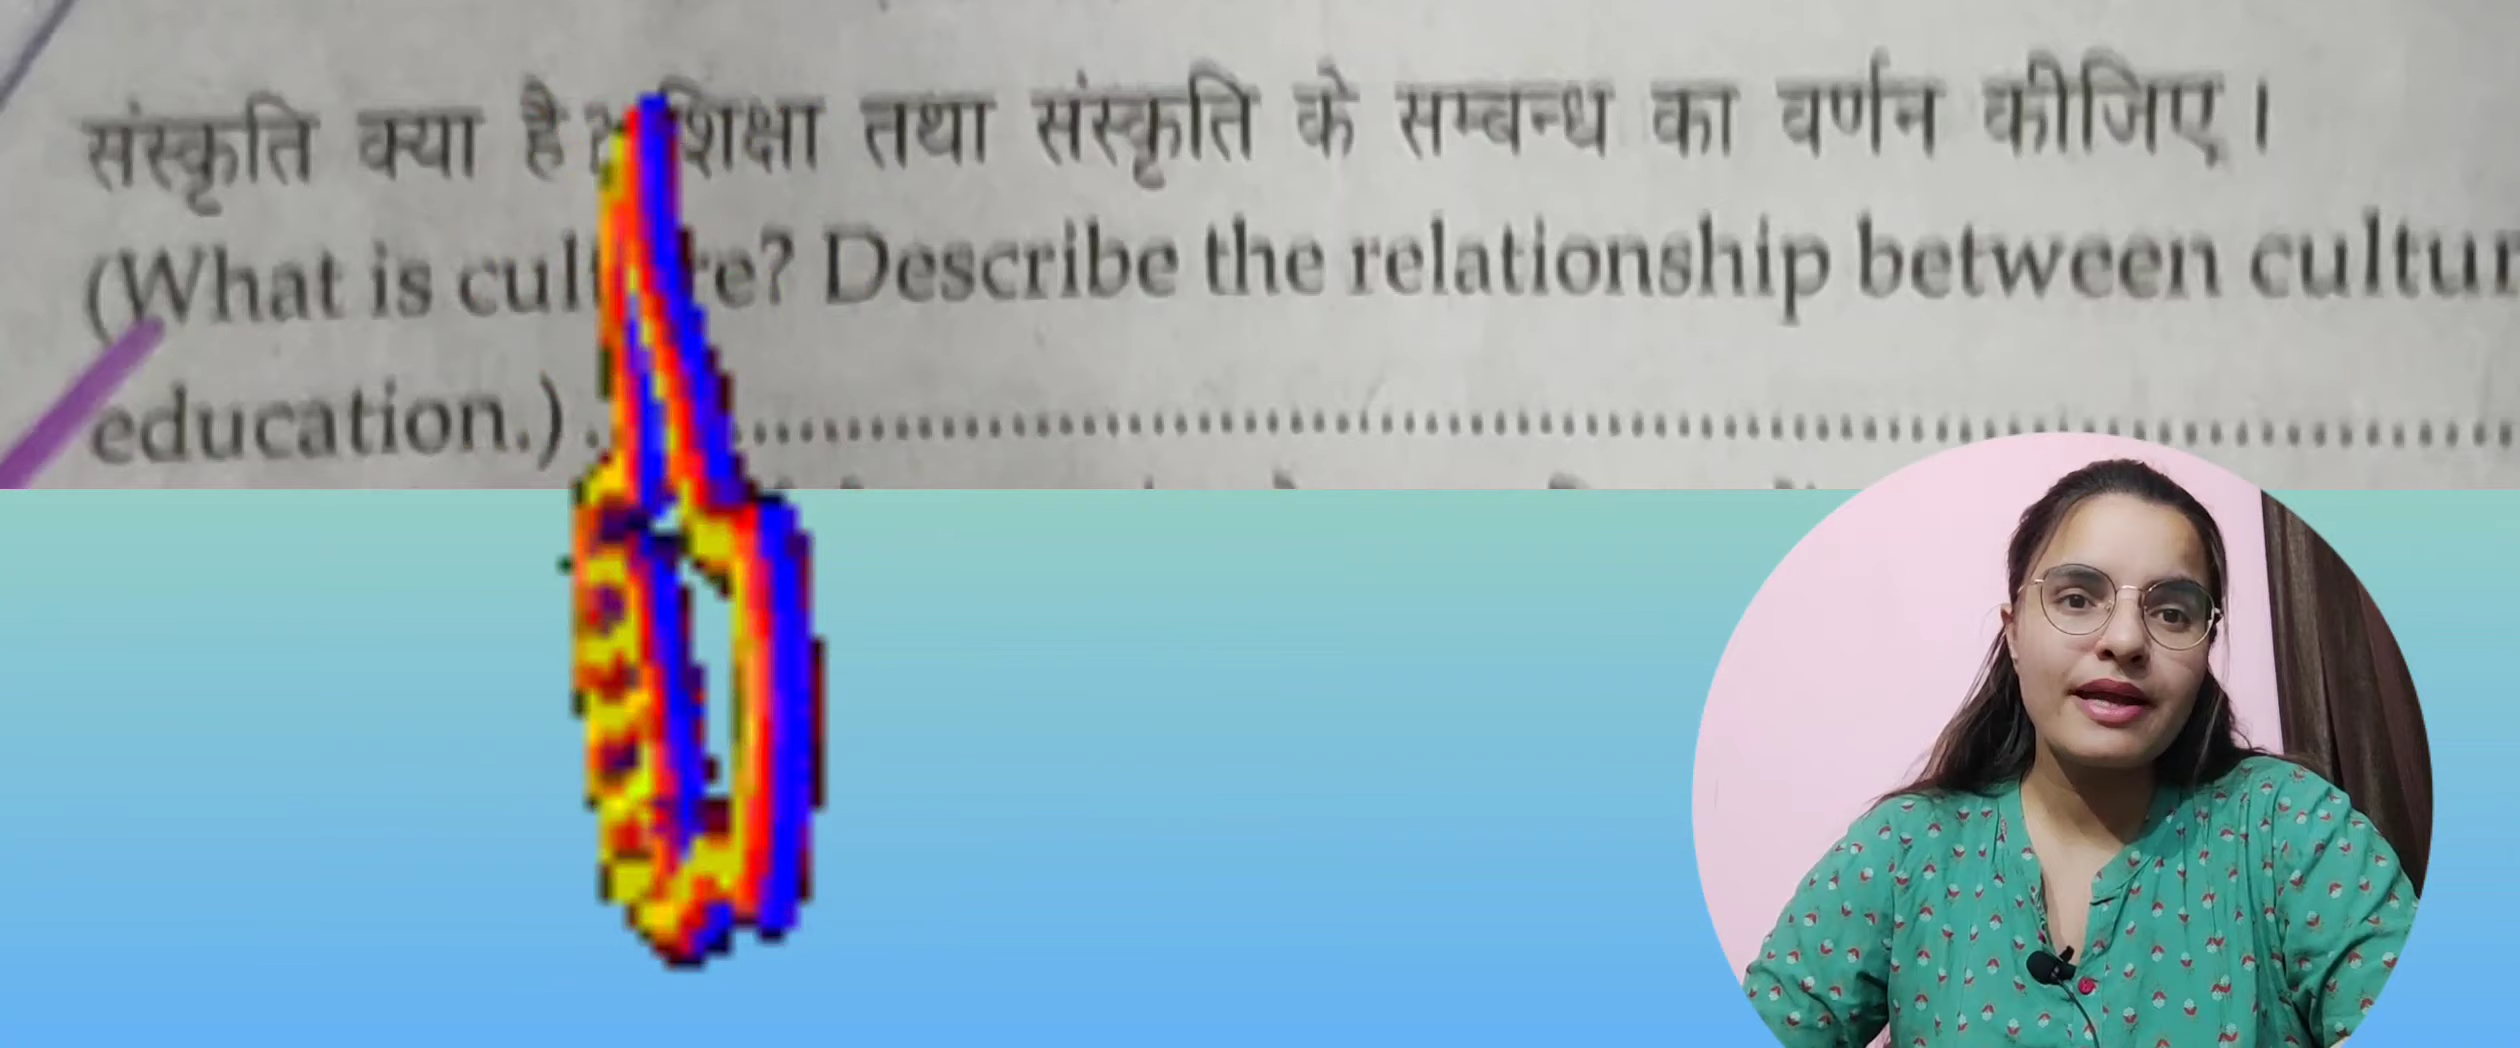 संस्कृति क्या है? शिक्षा तथा संस्कृति के सम्बन्ध का वर्णन कीजिए।
(What is culture? Describe the relationship between cultur
education.) ................................................................